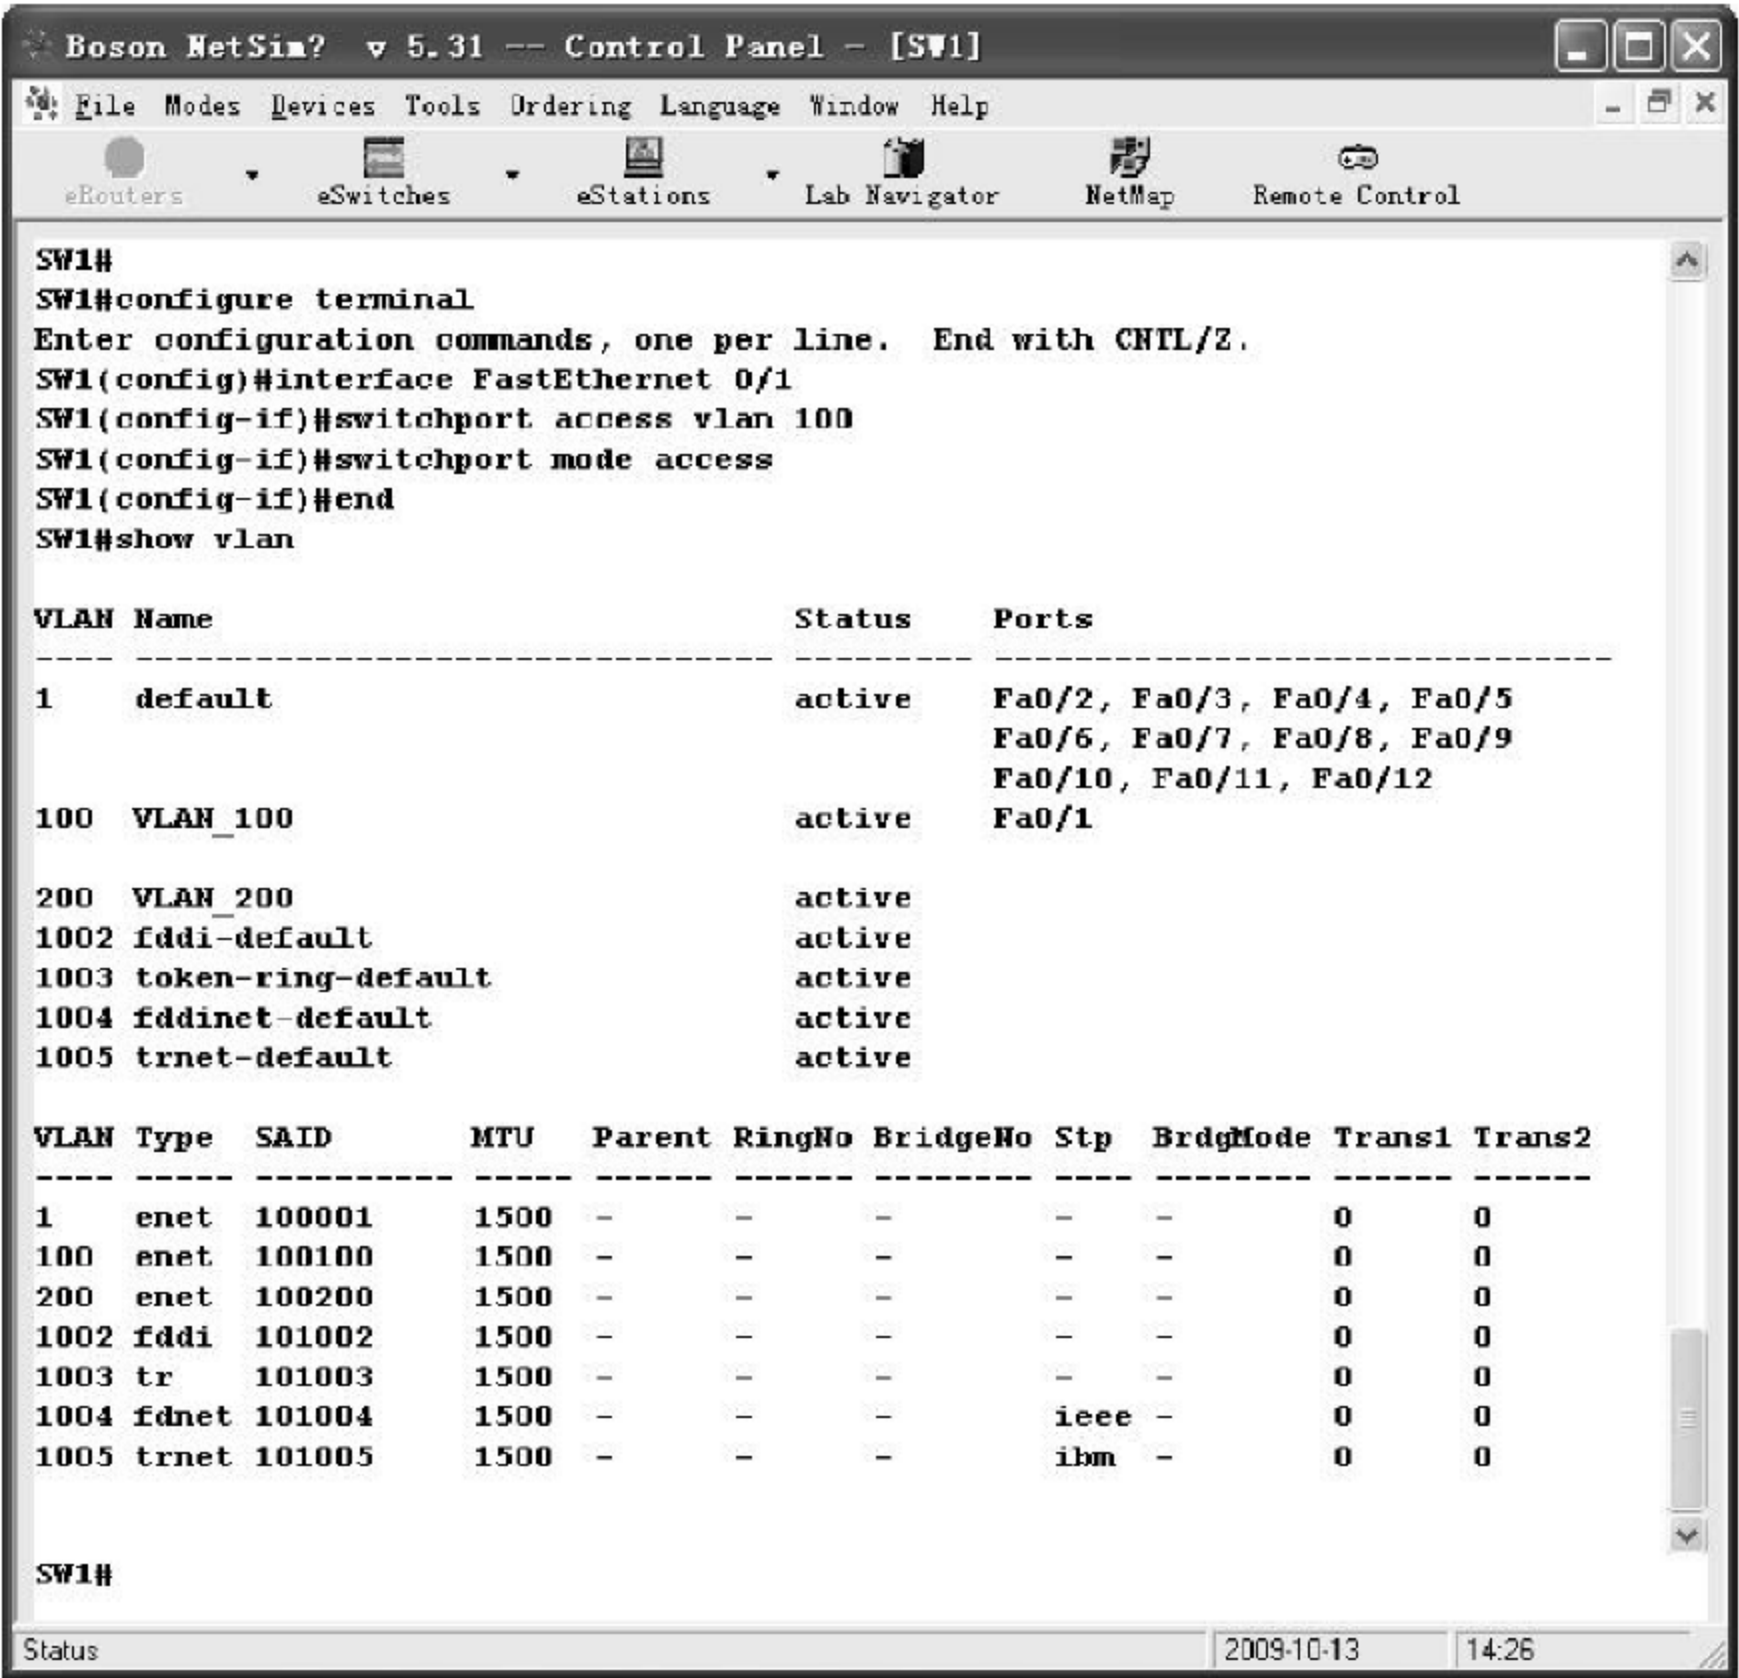 Boson NetSim? v 5.31 -- Control Panel - [SW1]
File Modes Devices Tools Ordering Language Window Help
eRouters eSwitches eStations Lab Navigator NetMap Remote Control
SW1#
SW1#configure terminal
Enter configuration commands, one per line. End with CNTL/Z.
SW1(config)#interface FastEthernet 0/1
SW1(config-if)#switchport access vlan 100
SW1(config-if)#switchport mode access
SW1(config-if)#end
SW1#show vlan
VLAN Name Status Ports
---- -------------------------------- --------- -------------------------------
1 default active Fa0/2, Fa0/3, Fa0/4, Fa0/5
Fa0/6, Fa0/7, Fa0/8, Fa0/9
Fa0/10, Fa0/11, Fa0/12
100 VLAN_100 active Fa0/1
200 VLAN_200 active
1002 fddi-default active
1003 token-ring-default active
1004 fddinet-default active
1005 trnet-default active
VLAN Type SAID MTU Parent RingNo BridgeNo Stp BrdgMode Trans1 Trans2
---- ----- ---------- ----- ------ ------ -------- ---- -------- ------ ------
1 enet 100001 1500 - - - - - 0 0
100 enet 100100 1500 - - - - - 0 0
200 enet 100200 1500 - - - - - 0 0
1002 fddi 101002 1500 - - - - - 0 0
1003 tr 101003 1500 - - - - - 0 0
1004 fdnet 101004 1500 - - - ieee - 0 0
1005 trnet 101005 1500 - - - ibm - 0 0
SW1#
Status 2009-10-13 14:26